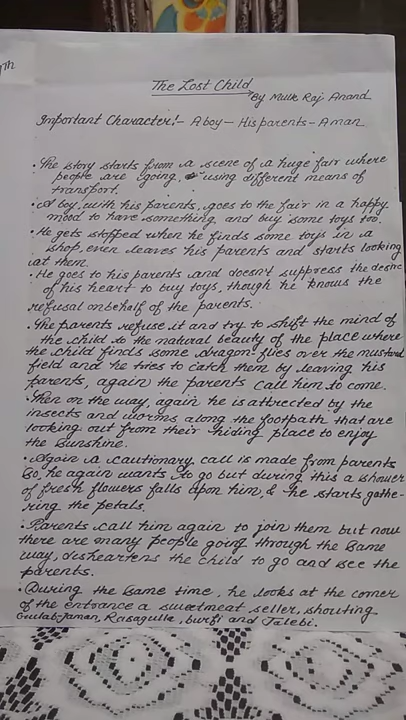 The Lost Child
By Mulk Raj Anand
Important Character:- A boy - His parents - A man
• The story starts from a scene of a huge fair where
people are going, using different means of
transport.
• A boy, with his parents, goes to the fair in a happy
mood to have something, and buy some toys too.
• He gets stopped when he finds some toys in a
shop, even leaves his parents and starts looking
at them.
• He goes to his parents and doesn't suppress the desire
of his heart to buy toys, though he knows the
refusal onbehalf of the parents.
• The parents refuse it and try to shift the mind of
the child to the natural beauty of the place where
the child finds some dragon flies over the mustard
field and he tries to catch them by leaving his
parents, again the parents call him to come.
• Then on the way, again he is attrected by the
insects and worms along the footpath that are
looking out from their hiding place to enjoy
the Sunshine.
• Again a cautionary call is made from parents
So, he again wants to go but during this a shower
of fresh flowers falls upon him, & he starts gathe-
ring the petals.
• Parents call him again to join them but now
there are many people going through the same
way, disheartens the child to go and see the
parents.
• During the same time, he looks at the corner
of the entrance a sweetmeat seller, shouting
Gulab-Jaman, Rasagulle, burfi and Jalebi.